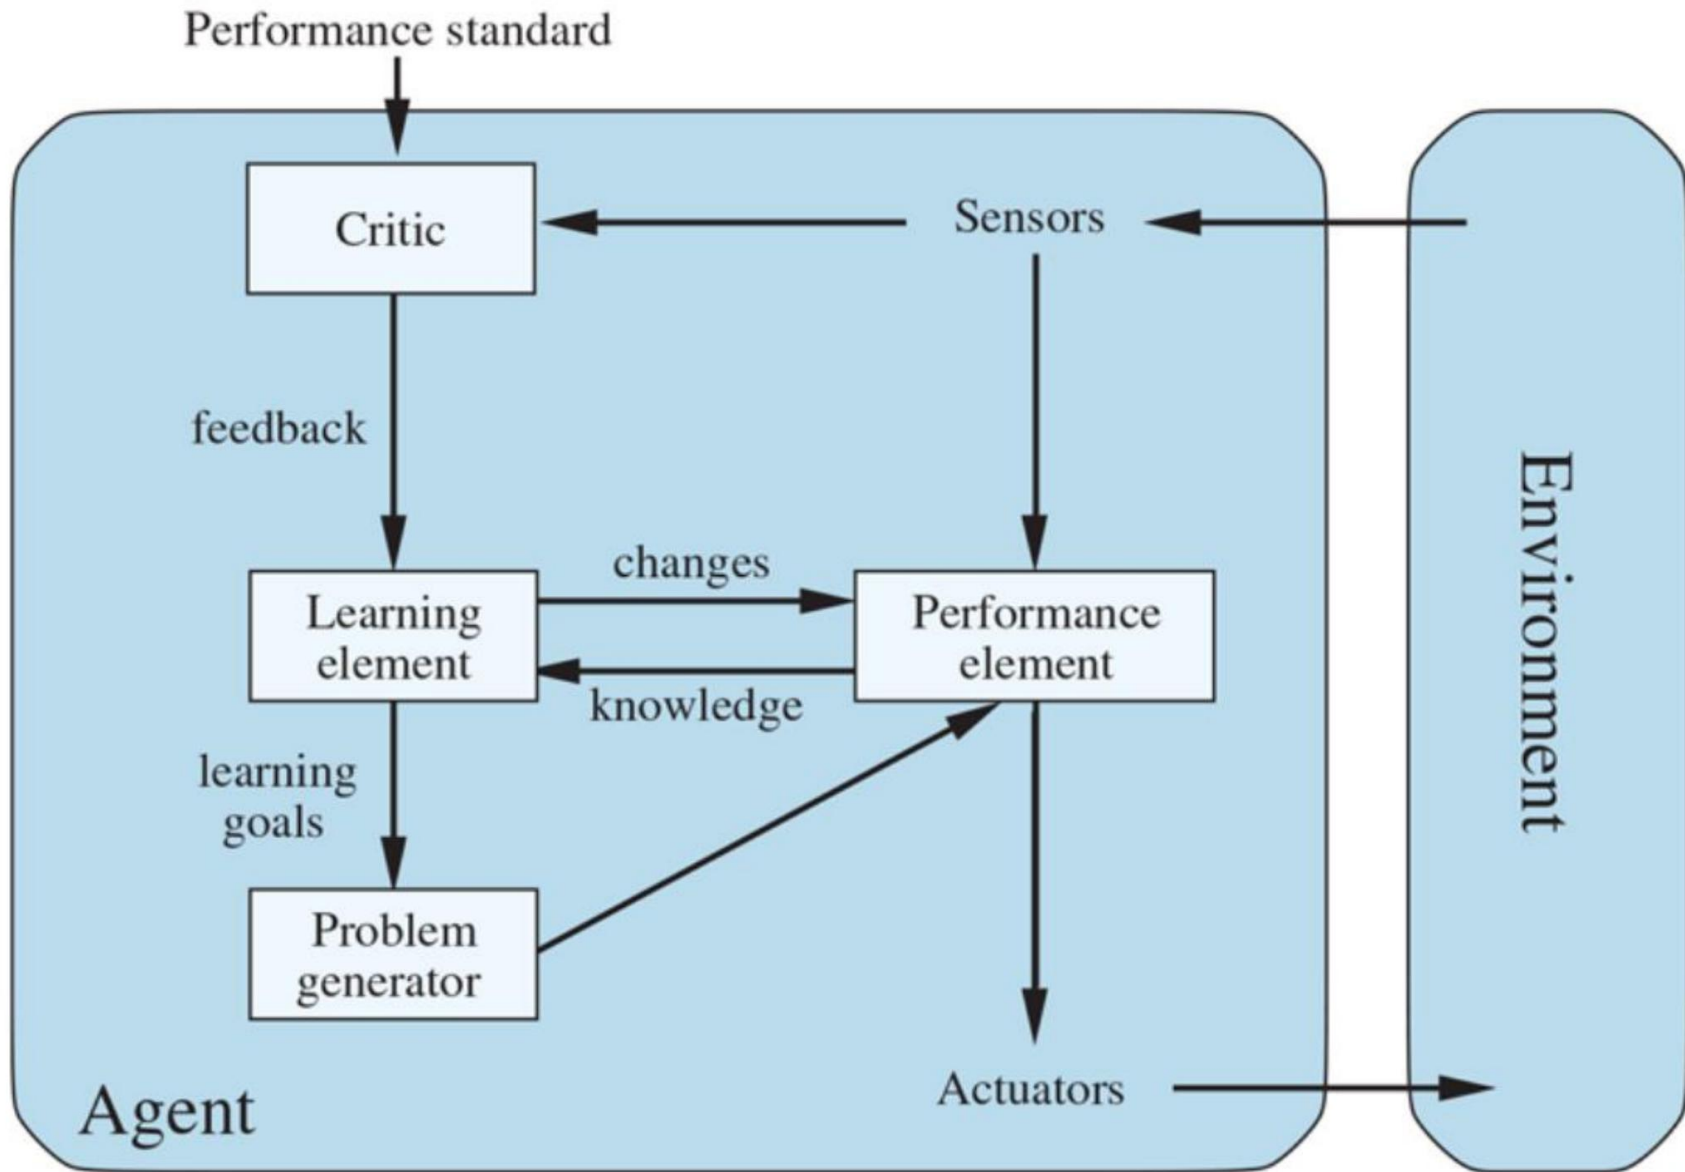 Performance standard
Critic
Sensors
feedback
changes
Learning
element
Performance
element
knowledge
learning
goals
Problem
generator
Actuators
Agent
Environment